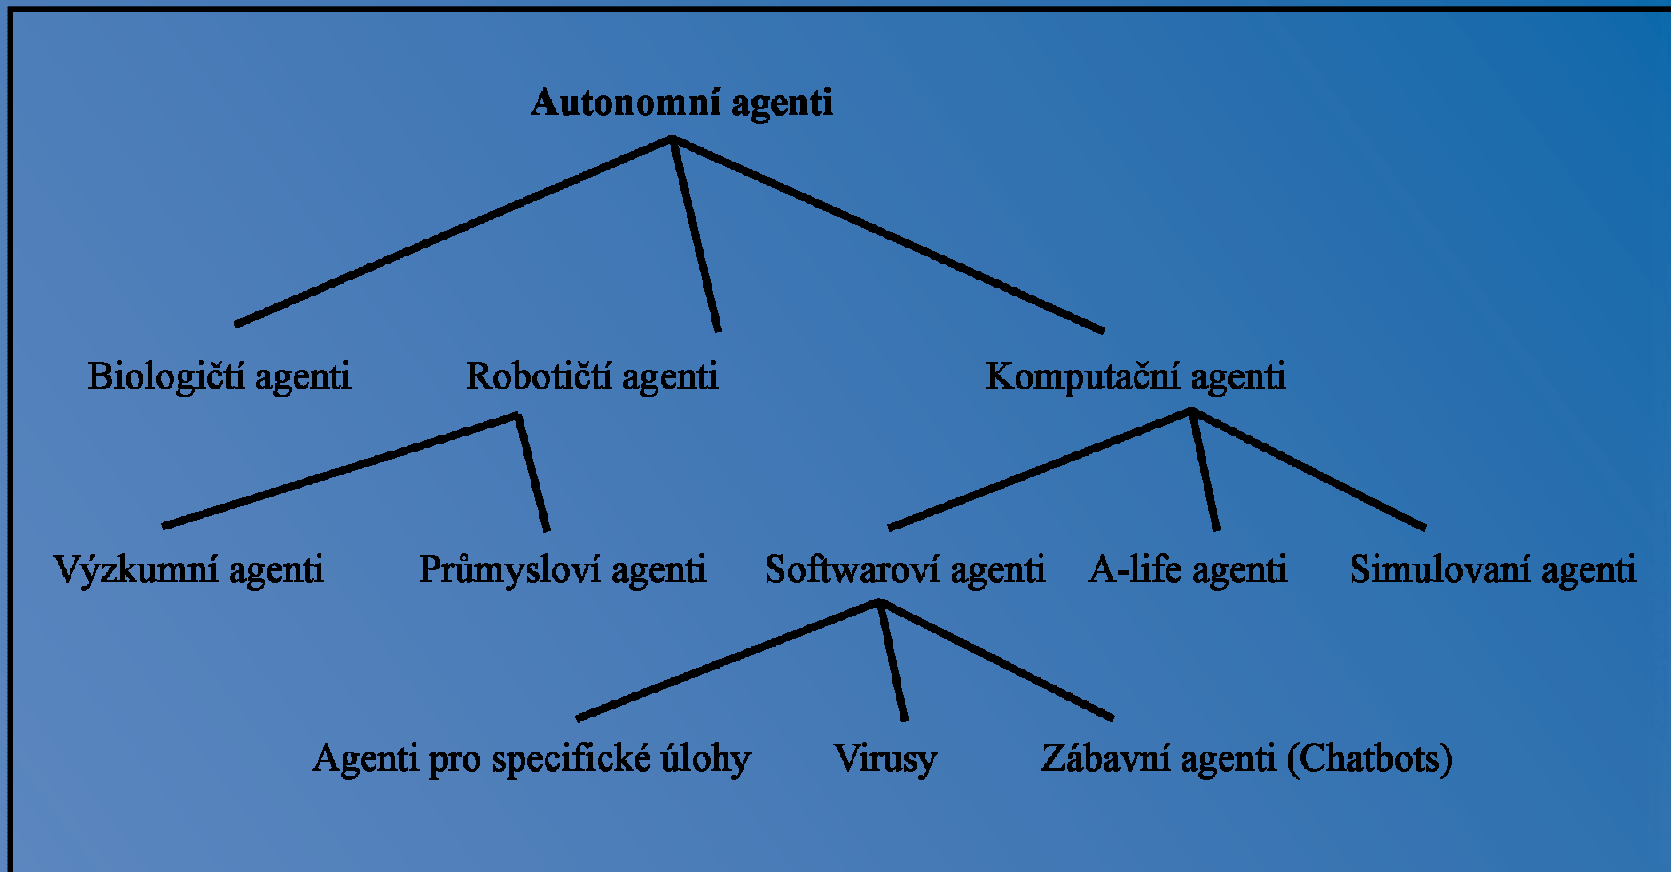 Autonomní agenti
Biologičtí agenti
Robotičtí agenti
Komputační agenti
Výzkumní agenti
Průmysloví agenti
Softwaroví agenti
A-life agenti
Simulovaní agenti
Agenti pro specifické úlohy
Virusy
Zábavní agenti (Chatbots)